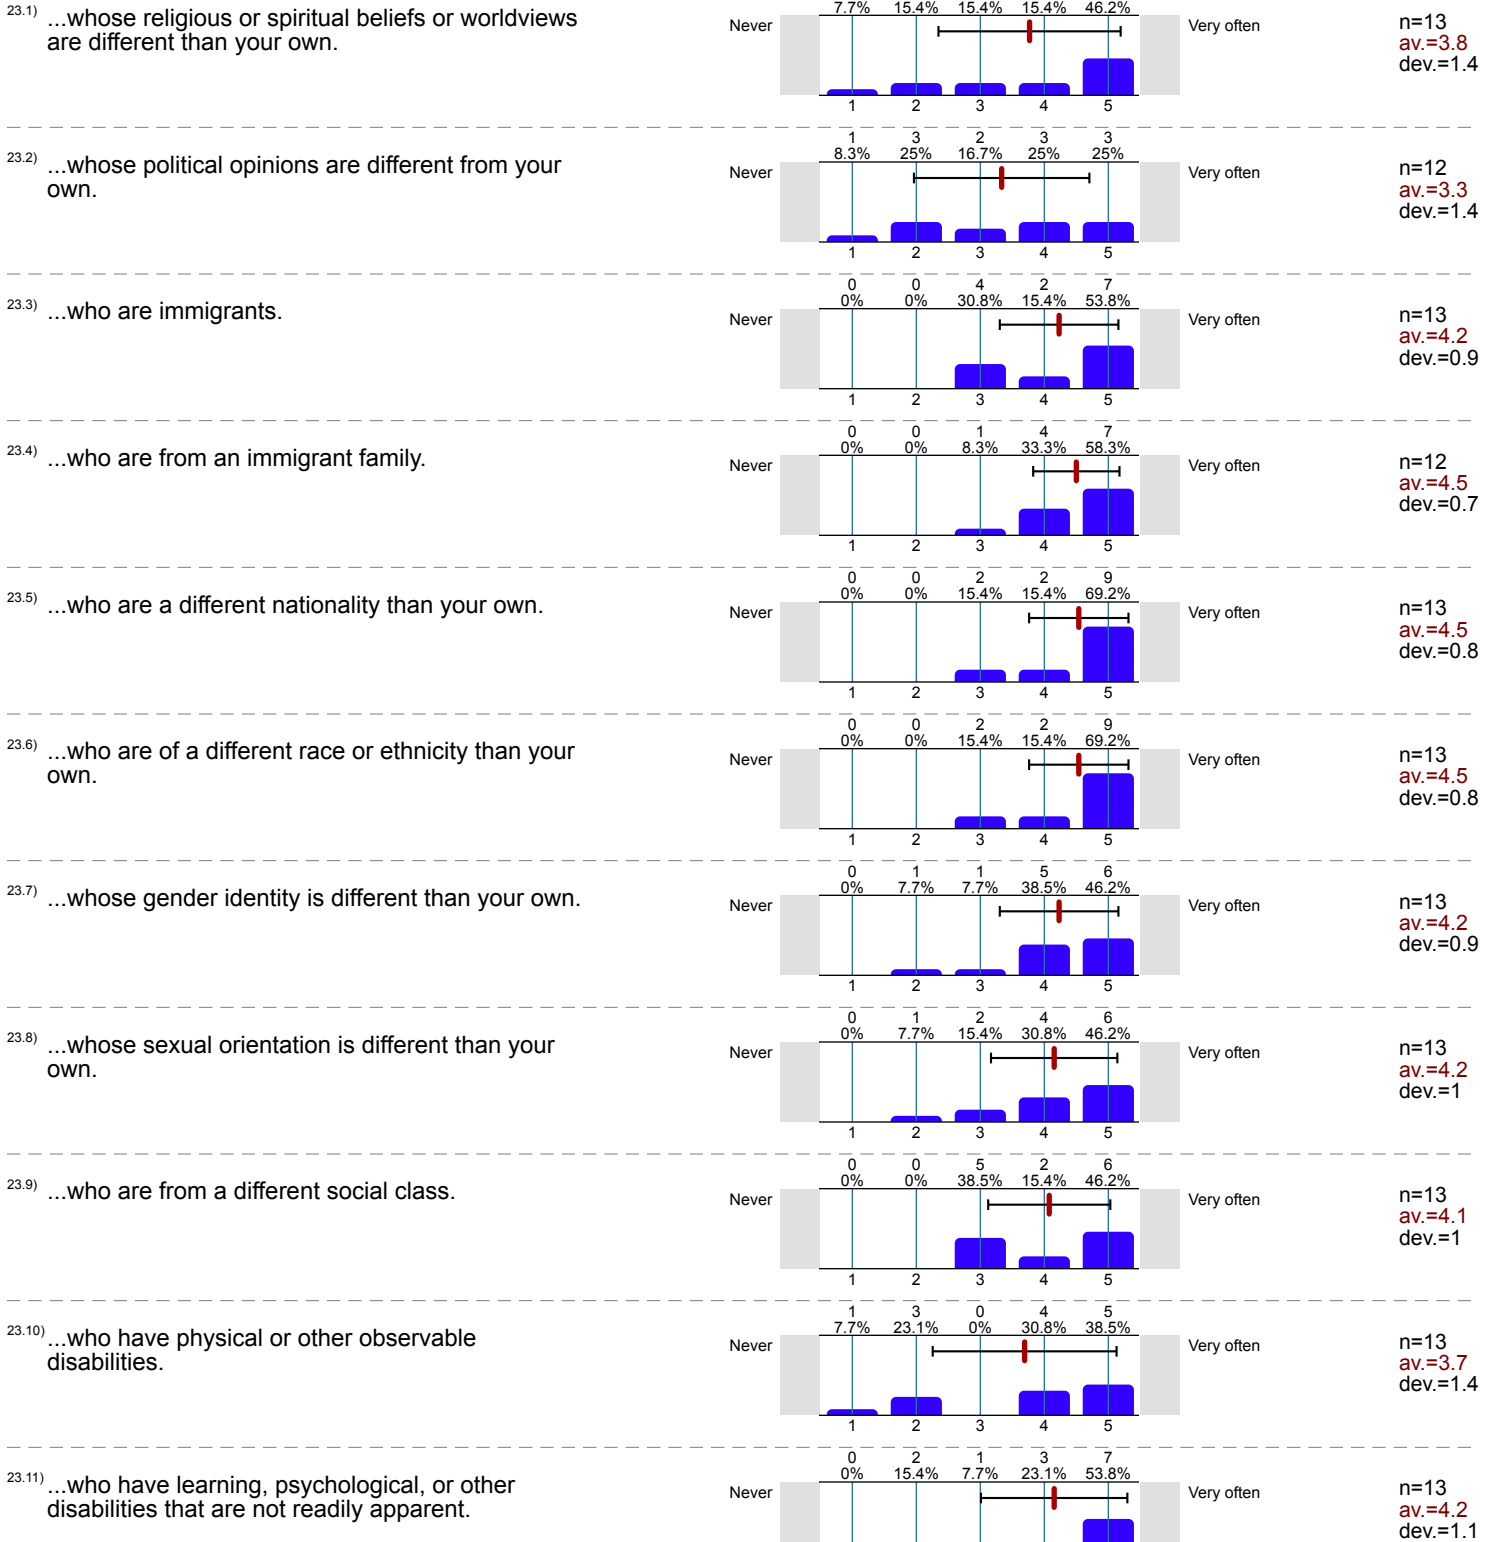 23.1) ...whose religious or spiritual beliefs or worldviews
are different than your own.
7.7% 15.4% 15.4% 15.4% 46.2%
Never Very often
1 2 3 4 5
n=13
av.=3.8
dev.=1.4
23.2) ...whose political opinions are different from your
own.
1 3 2 3 3
8.3% 25% 16.7% 25% 25%
Never Very often
1 2 3 4 5
n=12
av.=3.3
dev.=1.4
23.3) ...who are immigrants.
0 0 4 2 7
0% 0% 30.8% 15.4% 53.8%
Never Very often
1 2 3 4 5
n=13
av.=4.2
dev.=0.9
23.4) ...who are from an immigrant family.
0 0 1 4 7
0% 0% 8.3% 33.3% 58.3%
Never Very often
1 2 3 4 5
n=12
av.=4.5
dev.=0.7
23.5) ...who are a different nationality than your own.
0 0 2 2 9
0% 0% 15.4% 15.4% 69.2%
Never Very often
1 2 3 4 5
n=13
av.=4.5
dev.=0.8
23.6) ...who are of a different race or ethnicity than your
own.
0 0 2 2 9
0% 0% 15.4% 15.4% 69.2%
Never Very often
1 2 3 4 5
n=13
av.=4.5
dev.=0.8
23.7) ...whose gender identity is different than your own.
0 1 1 5 6
0% 7.7% 7.7% 38.5% 46.2%
Never Very often
1 2 3 4 5
n=13
av.=4.2
dev.=0.9
23.8) ...whose sexual orientation is different than your
own.
0 1 2 4 6
0% 7.7% 15.4% 30.8% 46.2%
Never Very often
1 2 3 4 5
n=13
av.=4.2
dev.=1
23.9) ...who are from a different social class.
0 0 5 2 6
0% 0% 38.5% 15.4% 46.2%
Never Very often
1 2 3 4 5
n=13
av.=4.1
dev.=1
23.10) ...who have physical or other observable
disabilities.
1 3 0 4 5
7.7% 23.1% 0% 30.8% 38.5%
Never Very often
1 2 3 4 5
n=13
av.=3.7
dev.=1.4
23.11) ...who have learning, psychological, or other
disabilities that are not readily apparent.
0 2 1 3 7
0% 15.4% 7.7% 23.1% 53.8%
Never Very often
n=13
av.=4.2
dev.=1.1